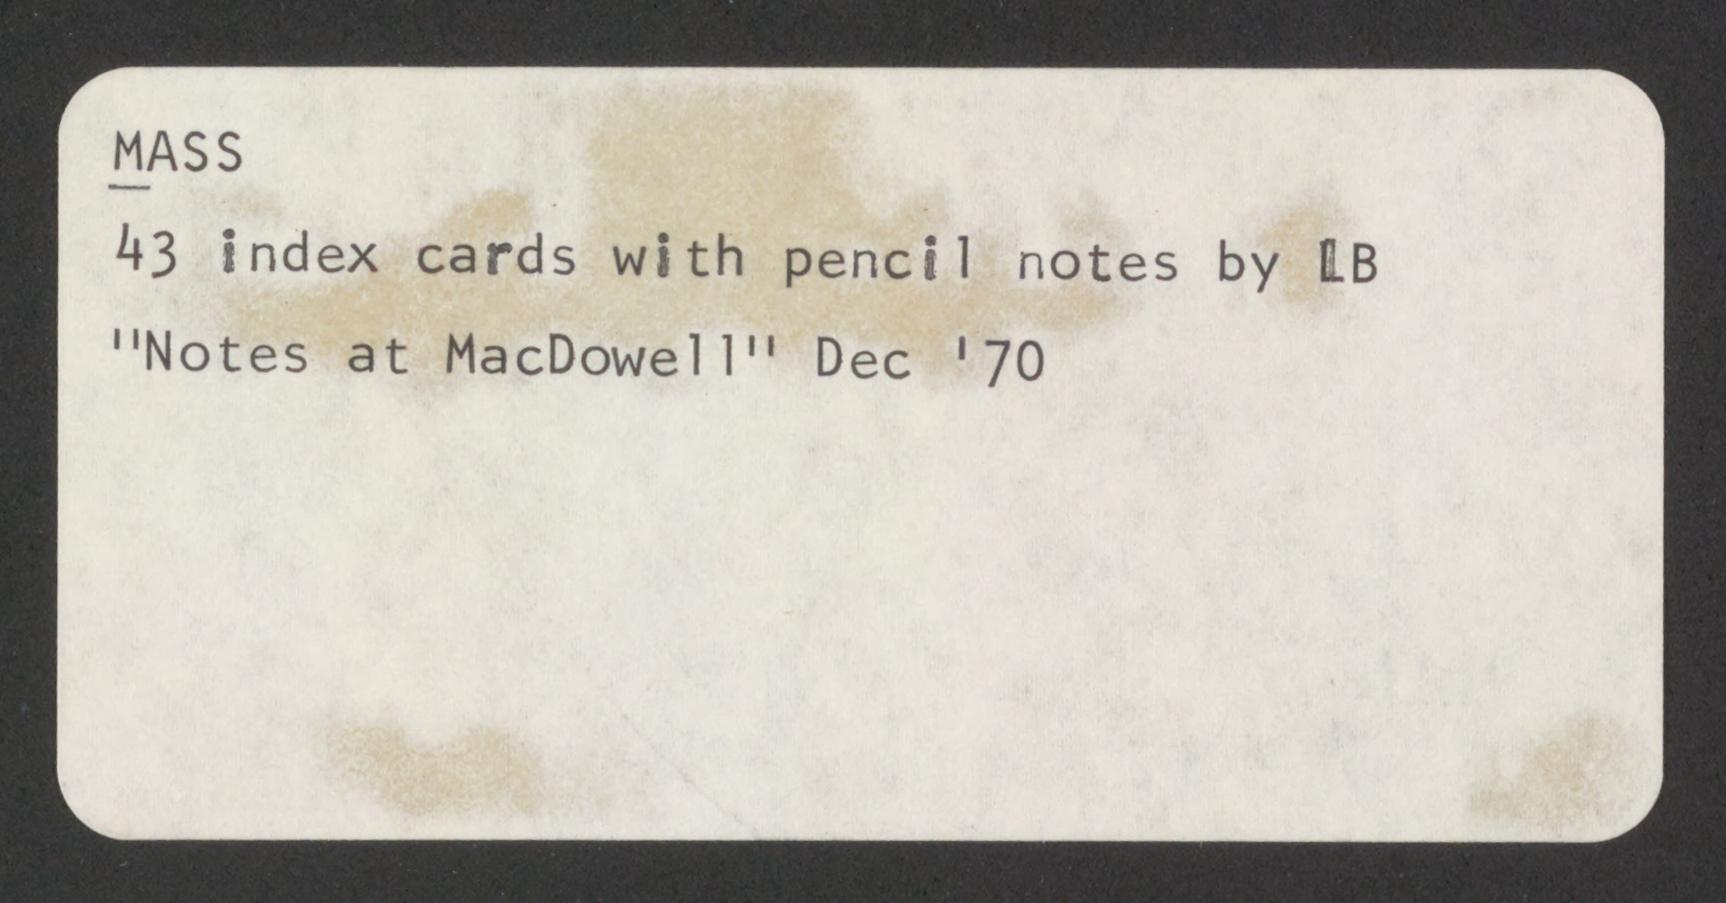 MASS
43 index cards with pencil notes by LB
"Notes at MacDowell" Dec '70